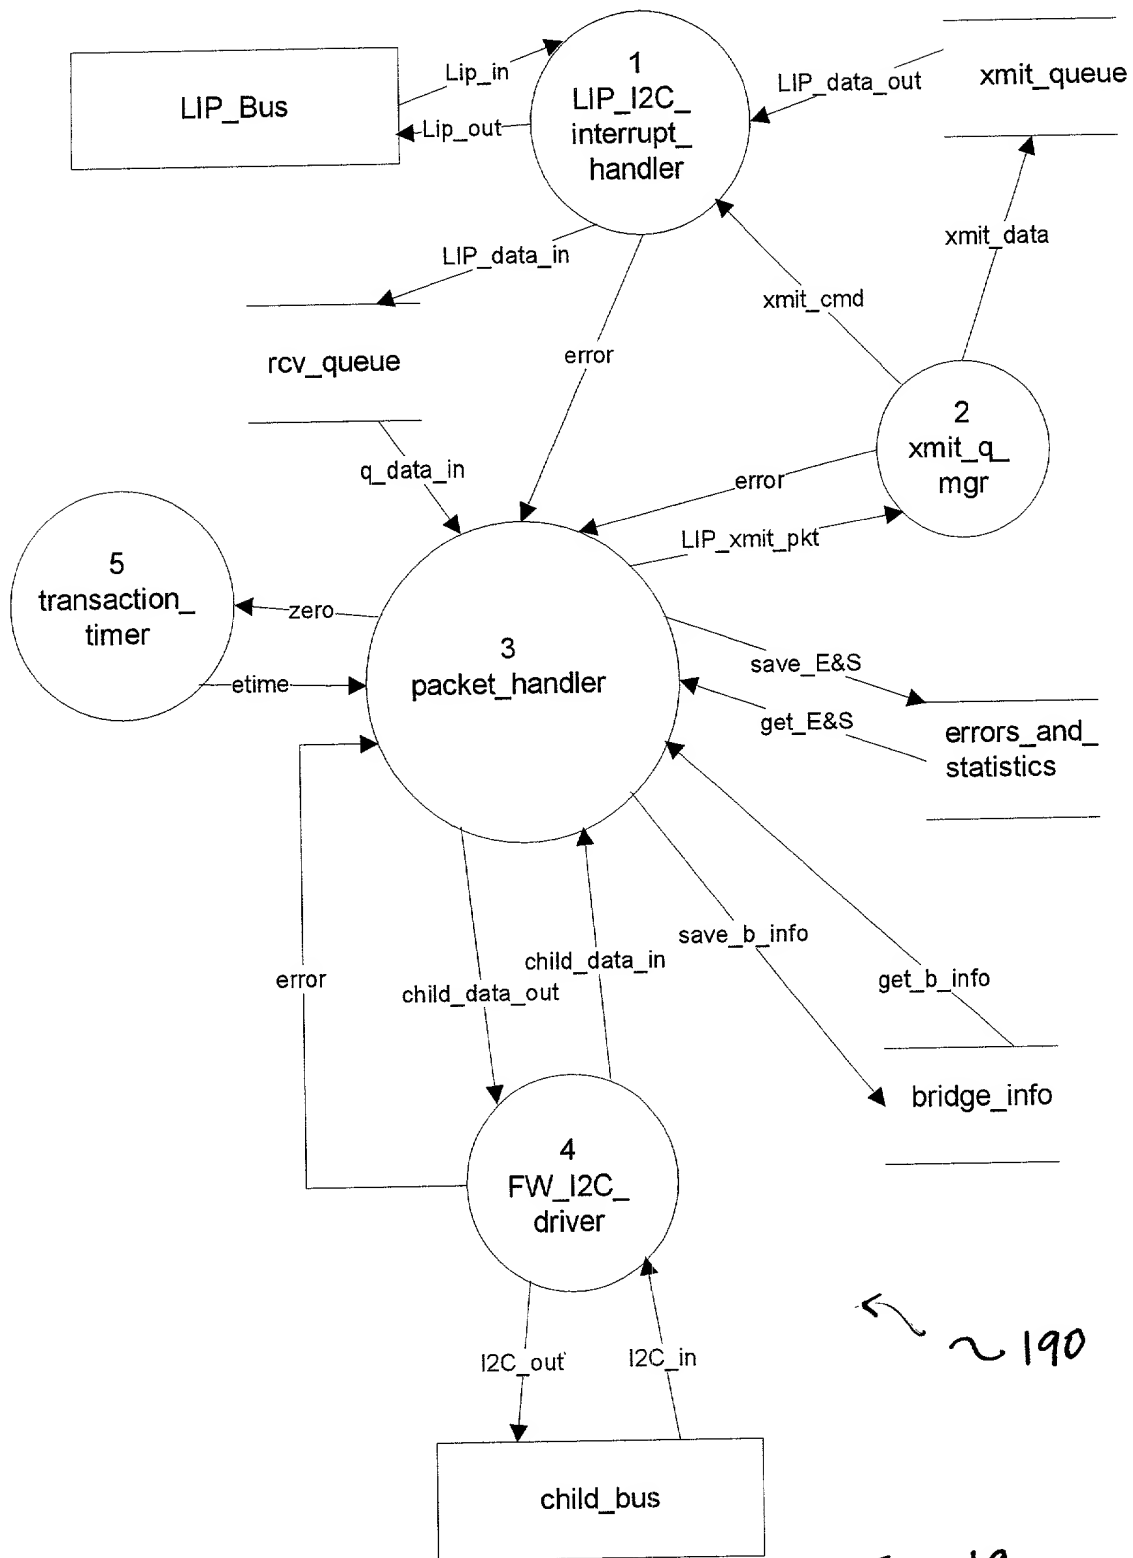 1
LIP_I2C_
interrupt_
handler
xmit_queue
LIP_Bus
Lip_in
Lip_out
LIP_data_out
LIP_data_in
xmit_data
xmit_cmd
rcv_queue
error
2
xmit_q_
mgr
q_data_in
error
LIP_xmit_pkt
5
transaction_
timer
zero
etime
3
packet_handler
save_E&S
get_E&S
errors_and_
statistics
save_b_info
child_data_in
get_b_info
error
child_data_out
bridge_info
4
FW_I2C_
driver
190
I2C_out
I2C_in
child_bus